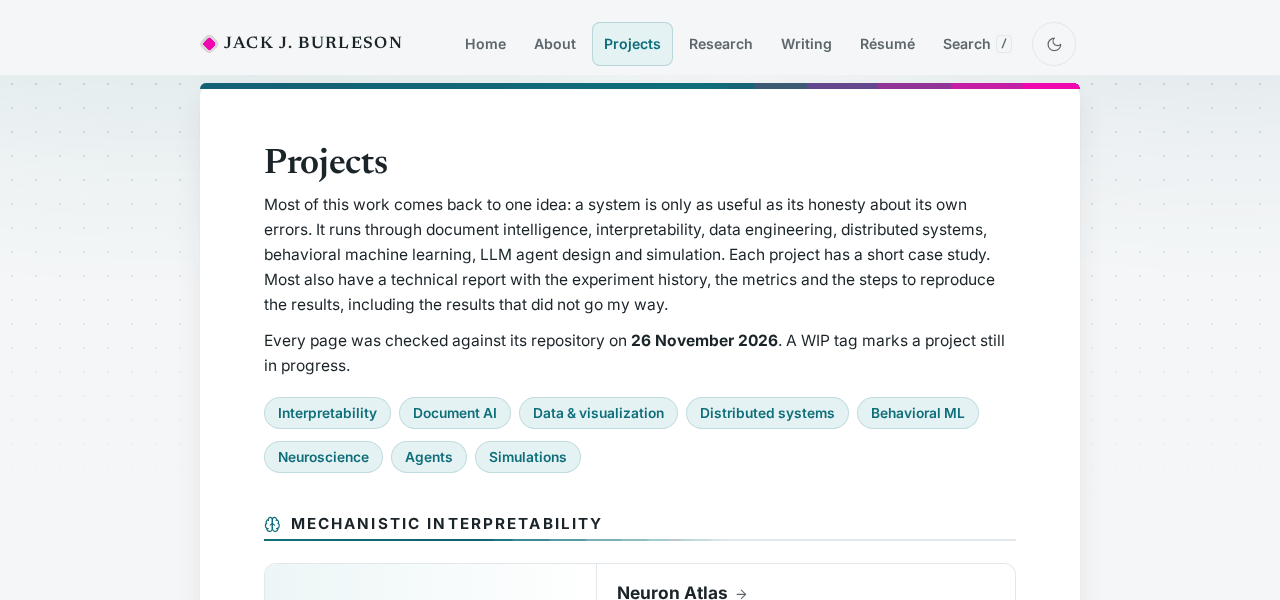 JACK J. BURLESON
Home About Projects Research Writing Résumé Search /
Projects
Most of this work comes back to one idea: a system is only as useful as its honesty about its own
errors. It runs through document intelligence, interpretability, data engineering, distributed systems,
behavioral machine learning, LLM agent design and simulation. Each project has a short case study.
Most also have a technical report with the experiment history, the metrics and the steps to reproduce
the results, including the results that did not go my way.
Every page was checked against its repository on 26 November 2026. A WIP tag marks a project still
in progress.
Interpretability Document AI Data & visualization Distributed systems Behavioral ML
Neuroscience Agents Simulations
MECHANISTIC INTERPRETABILITY
Neuron Atlas →